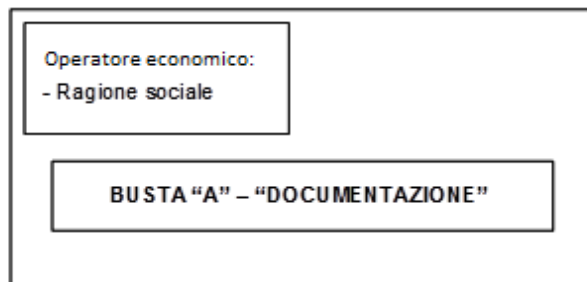 Operatore economico:
- Ragione sociale
BUSTA “A” – “DOCUMENTAZIONE”